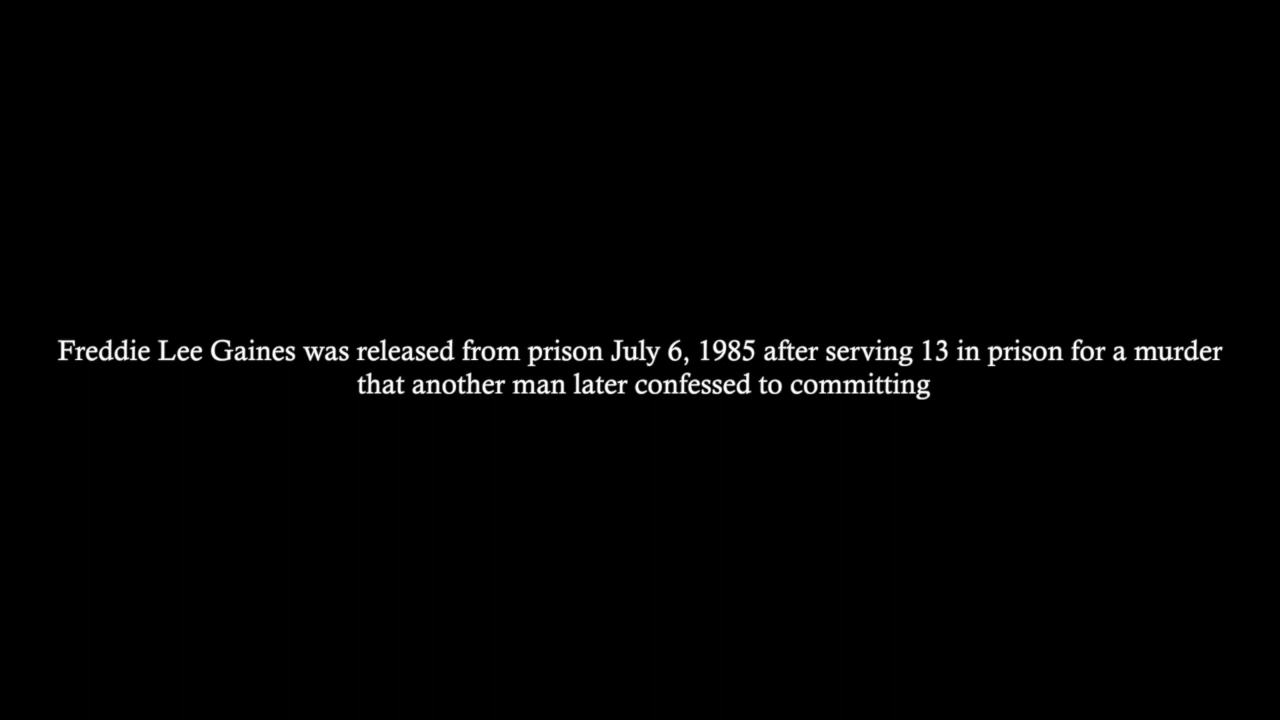 Freddie Lee Gaines was released from prison July 6, 1985 after serving 13 in prison for a murder
that another man later confessed to committing